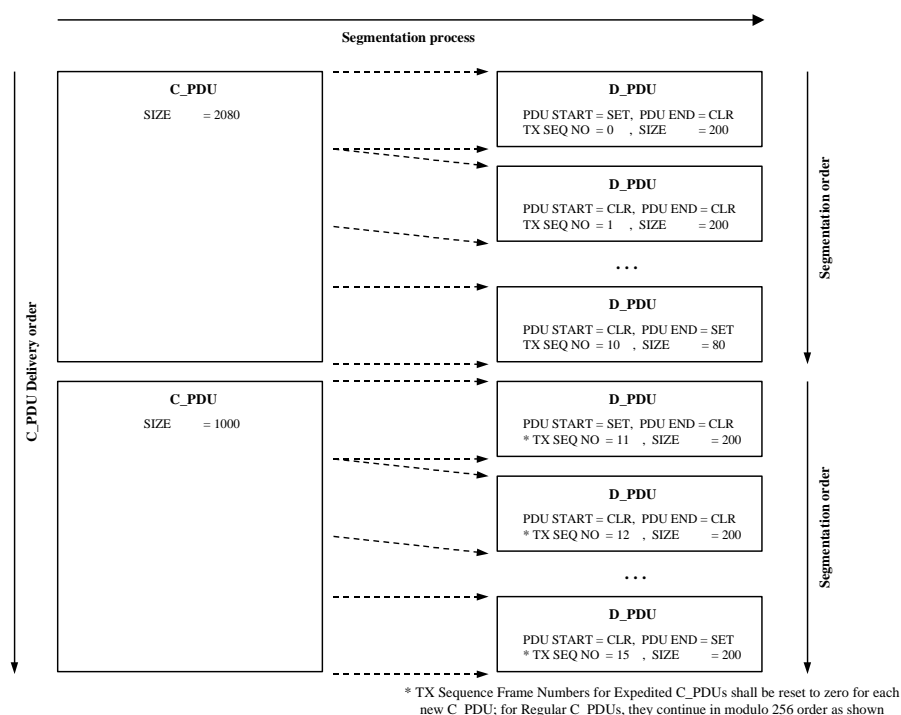 Segmentation process
C_PDU Delivery order
C_PDU
SIZE = 2080
D_PDU
PDU START = SET, PDU END = CLR
TX SEQ NO = 0 , SIZE = 200
D_PDU
PDU START = CLR, PDU END = CLR
TX SEQ NO = 1 , SIZE = 200
...
D_PDU
PDU START = CLR, PDU END = SET
TX SEQ NO = 10 , SIZE = 80
Segmentation order
C_PDU
SIZE = 1000
D_PDU
PDU START = SET, PDU END = CLR
* TX SEQ NO = 11 , SIZE = 200
D_PDU
PDU START = CLR, PDU END = CLR
* TX SEQ NO = 12 , SIZE = 200
...
D_PDU
PDU START = CLR, PDU END = SET
* TX SEQ NO = 15 , SIZE = 200
Segmentation order
* TX Sequence Frame Numbers for Expedited C_PDUs shall be reset to zero for each
new C_PDU; for Regular C_PDUs, they continue in modulo 256 order as shown